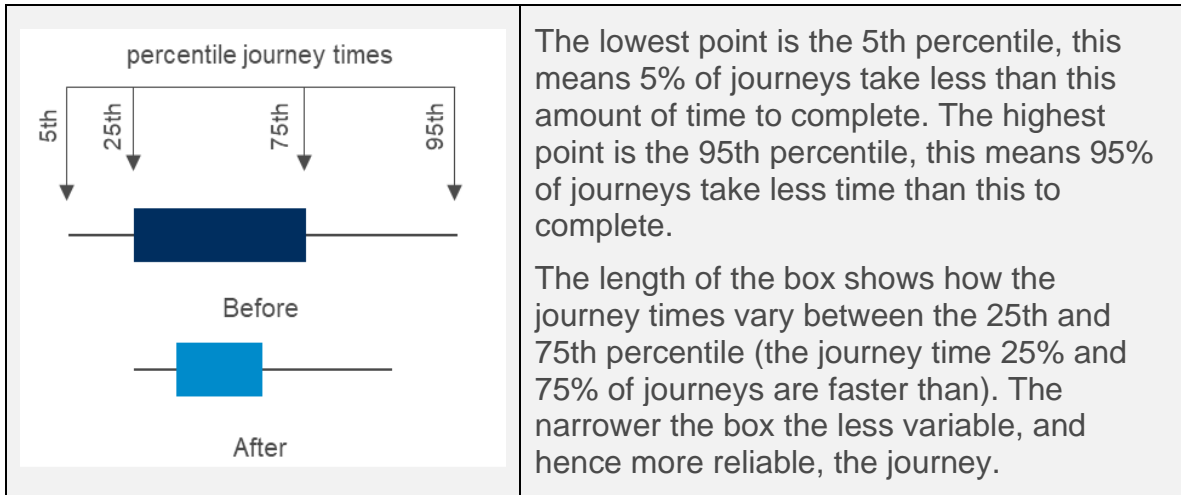 percentile journey times
5th
25th
75th
95th
Before
After
The lowest point is the 5th percentile, this
means 5% of journeys take less than this
amount of time to complete. The highest
point is the 95th percentile, this means 95%
of journeys take less time than this to
complete.
The length of the box shows how the
journey times vary between the 25th and
75th percentile (the journey time 25% and
75% of journeys are faster than). The
narrower the box the less variable, and
hence more reliable, the journey.